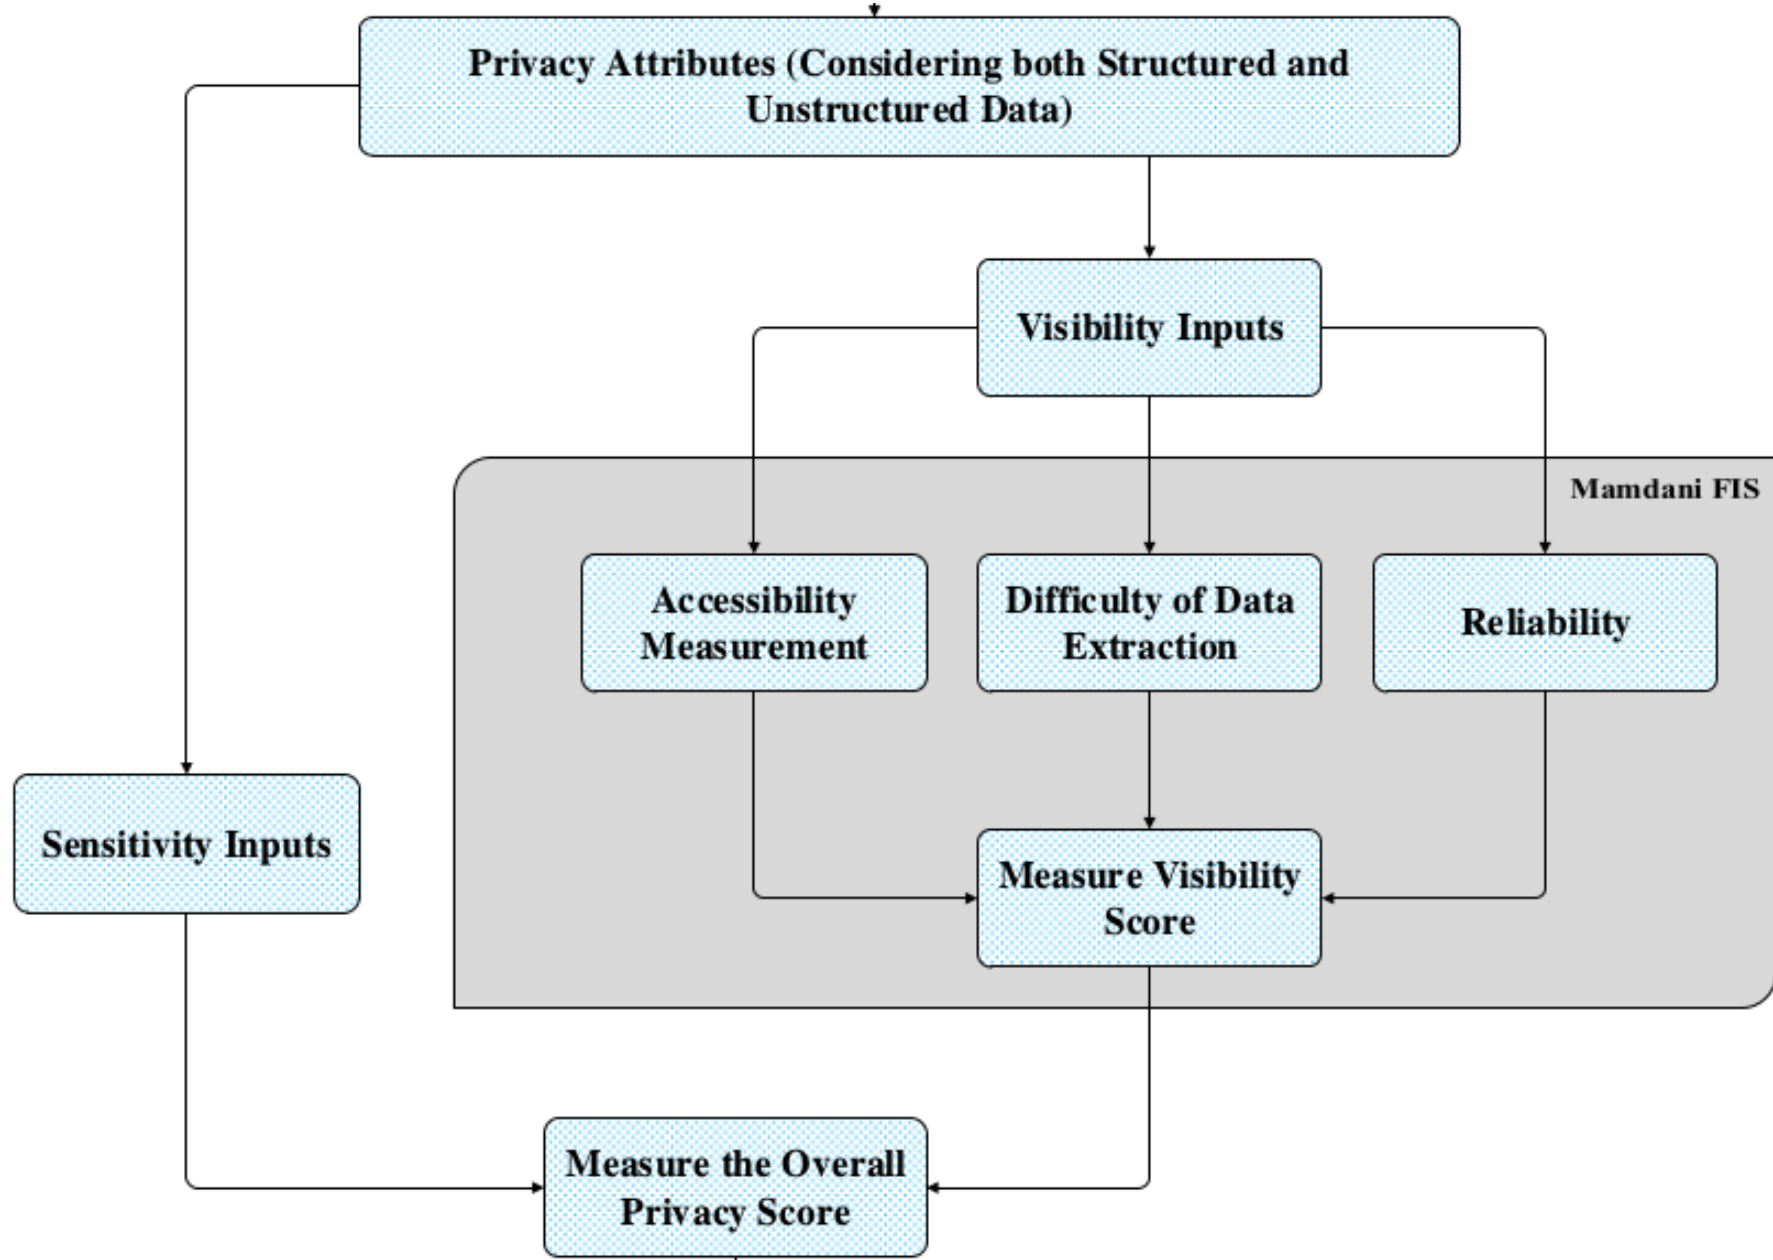 Privacy Attributes (Considering both Structured and
Unstructured Data)
Visibility Inputs
Mamdani FIS
Accessibility
Measurement
Difficulty of Data
Extraction
Reliability
Sensitivity Inputs
Measure Visibility
Score
Measure the Overall
Privacy Score